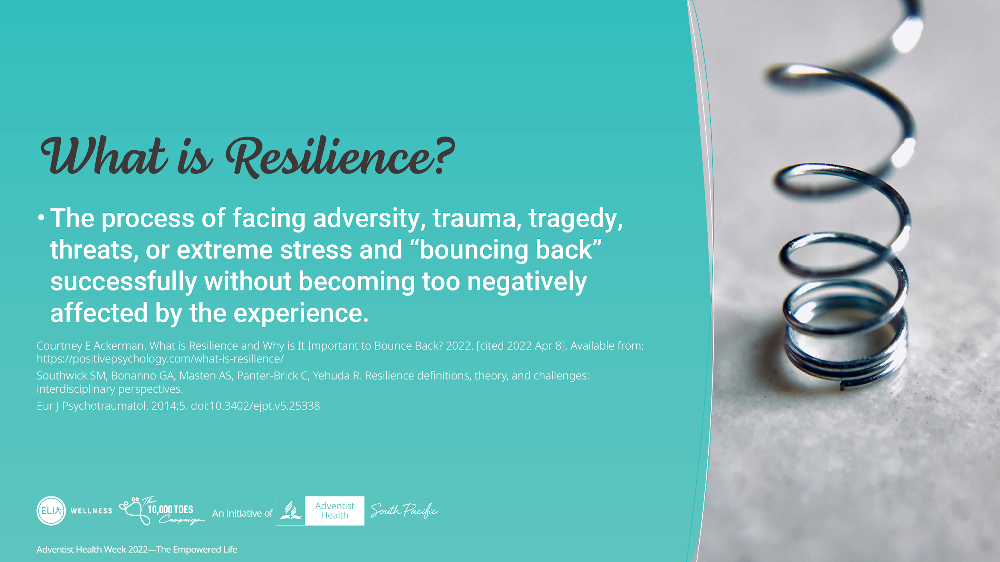 What is Resilience?
• The process of facing adversity, trauma, tragedy,
threats, or extreme stress and “bouncing back”
successfully without becoming too negatively
affected by the experience.
Courtney E Ackerman. What is Resilience and Why is It Important to Bounce Back? 2022. [cited 2022 Apr 8]. Available from:
https://positivepsychology.com/what-is-resilience/
Southwick SM, Bonanno GA, Masten AS, Panter-Brick C, Yehuda R. Resilience definitions, theory, and challenges:
interdisciplinary perspectives.
Eur J Psychotraumatol. 2014;5. doi:10.3402/ejpt.v5.25338
ELIA WELLNESS
The
10,000 TOES
Campaign
An initiative of
Adventist
Health
South Pacific
Adventist Health Week 2022—The Empowered Life